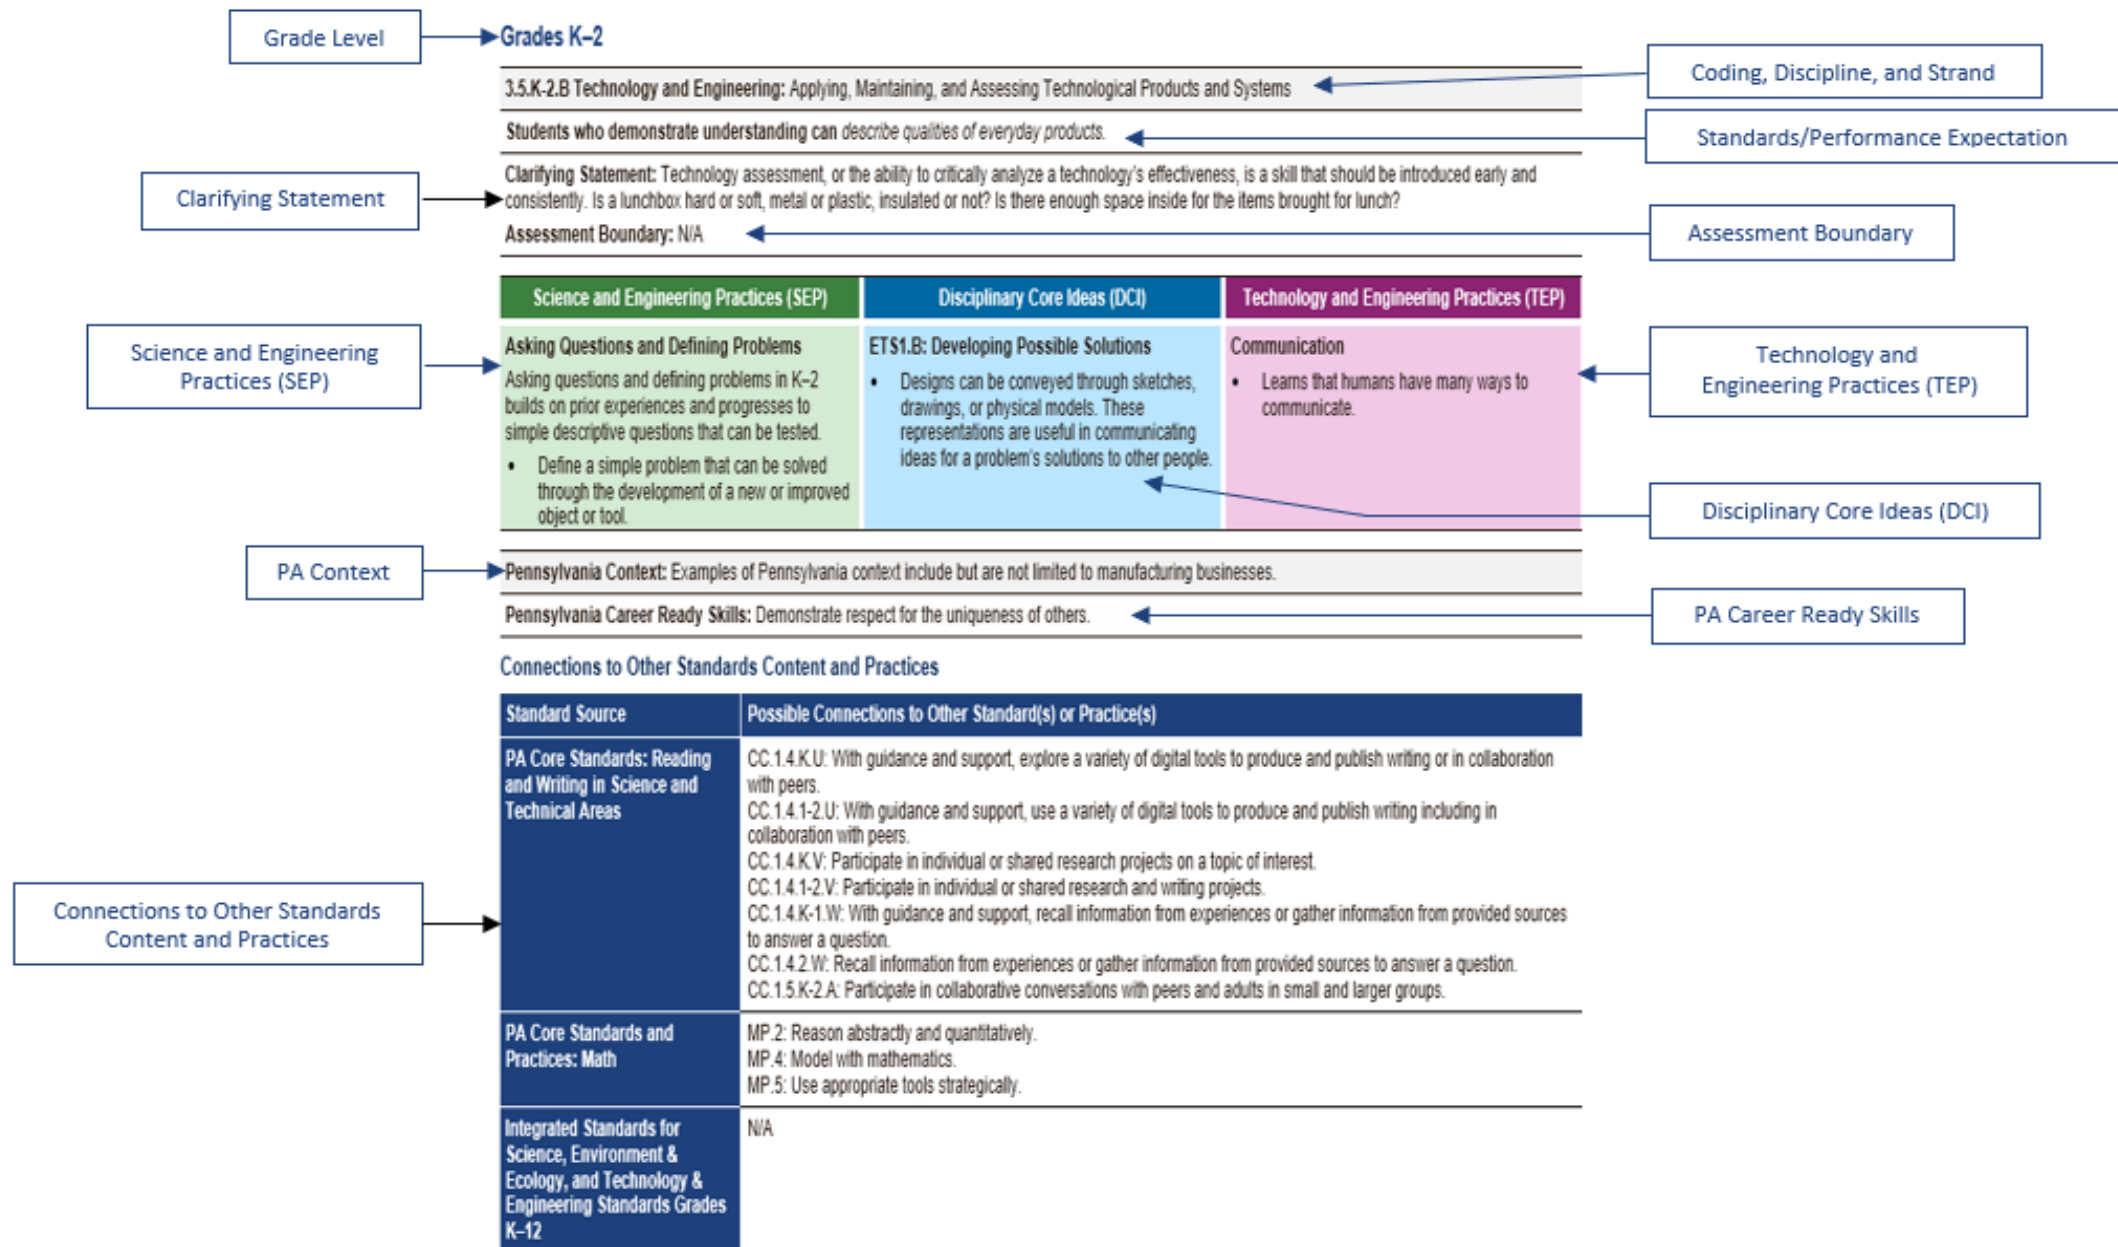 Grade Level
Grades K–2
Coding, Discipline, and Strand
3.5.K-2.B Technology and Engineering: Applying, Maintaining, and Assessing Technological Products and Systems
Students who demonstrate understanding can describe qualities of everyday products.
Standards/Performance Expectation
Clarifying Statement
Clarifying Statement: Technology assessment, or the ability to critically analyze a technology's effectiveness, is a skill that should be introduced early and
consistently. Is a lunchbox hard or soft, metal or plastic, insulated or not? Is there enough space inside for the items brought for lunch?
Assessment Boundary: N/A
Assessment Boundary
Science and Engineering Practices (SEP)
Disciplinary Core Ideas (DCI)
Technology and Engineering Practices (TEP)
Science and Engineering
Practices (SEP)
Asking Questions and Defining Problems
Asking questions and defining problems in K–2
builds on prior experiences and progresses to
simple descriptive questions that can be tested.
• Define a simple problem that can be solved
through the development of a new or improved
object or tool.
ETS1.B: Developing Possible Solutions
• Designs can be conveyed through sketches,
drawings, or physical models. These
representations are useful in communicating
ideas for a problem's solutions to other people.
Communication
• Learns that humans have many ways to
communicate.
Technology and
Engineering Practices (TEP)
Disciplinary Core Ideas (DCI)
PA Context
Pennsylvania Context: Examples of Pennsylvania context include but are not limited to manufacturing businesses.
Pennsylvania Career Ready Skills: Demonstrate respect for the uniqueness of others.
PA Career Ready Skills
Connections to Other Standards Content and Practices
Standard Source
Possible Connections to Other Standard(s) or Practice(s)
PA Core Standards: Reading
and Writing in Science and
Technical Areas
CC.1.4.K.U: With guidance and support, explore a variety of digital tools to produce and publish writing or in collaboration
with peers.
CC.1.4.1-2.U: With guidance and support, use a variety of digital tools to produce and publish writing including in
collaboration with peers.
CC.1.4.K.V: Participate in individual or shared research projects on a topic of interest.
CC.1.4.1-2.V: Participate in individual or shared research and writing projects.
CC.1.4.K-1.W: With guidance and support, recall information from experiences or gather information from provided sources
to answer a question.
CC.1.4.2.W: Recall information from experiences or gather information from provided sources to answer a question.
CC.1.5.K-2.A: Participate in collaborative conversations with peers and adults in small and larger groups.
Connections to Other Standards
Content and Practices
PA Core Standards and
Practices: Math
MP.2: Reason abstractly and quantitatively.
MP.4: Model with mathematics.
MP.5: Use appropriate tools strategically.
Integrated Standards for
Science, Environment &
Ecology, and Technology &
Engineering Standards Grades
K–12
N/A